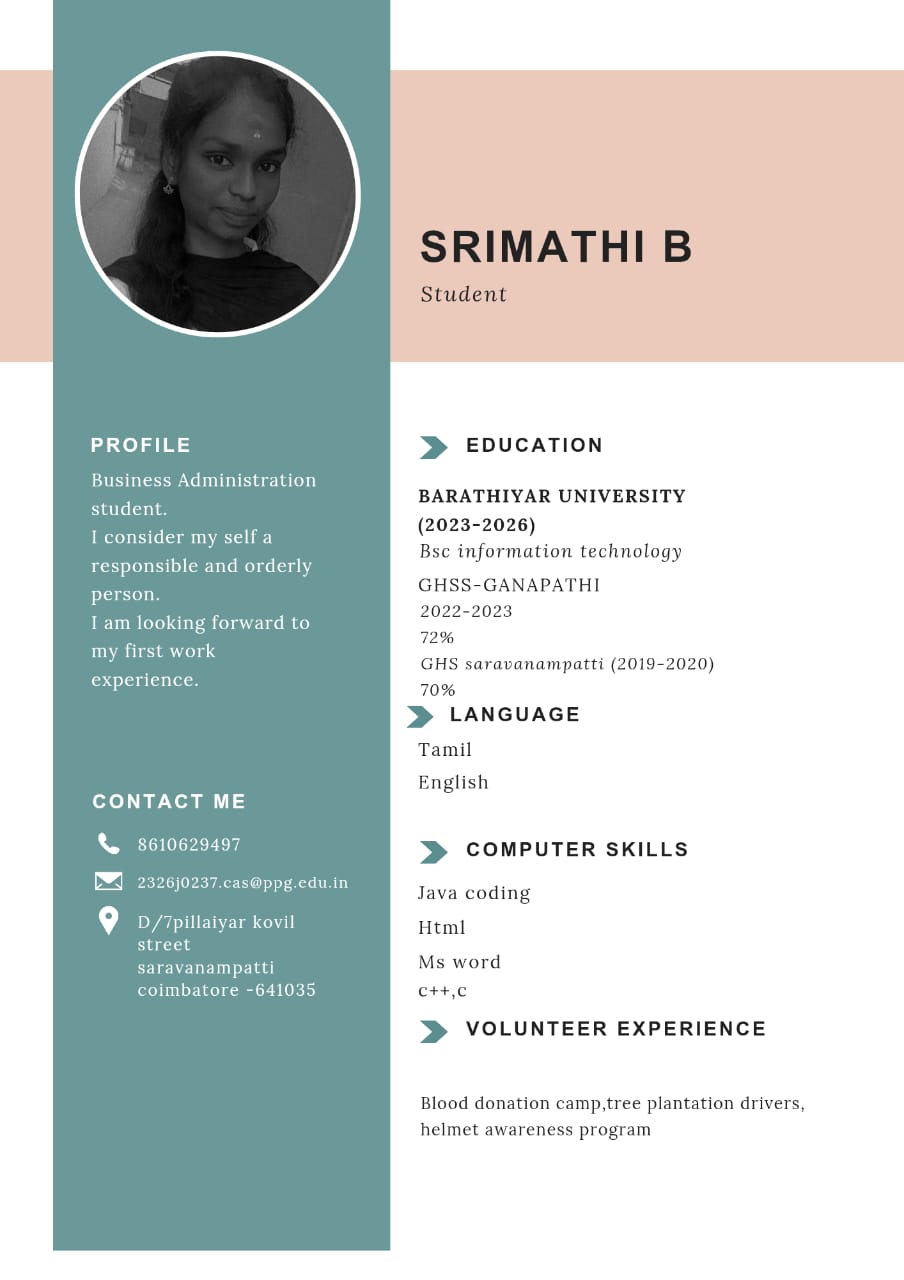 SRIMATHI B
Student
PROFILE
Business Administration
student.
I consider my self a
responsible and orderly
person.
I am looking forward to
my first work
experience.
CONTACT ME
8610629497
2326j0237.cas@ppg.edu.in
D/7pillaiyar kovil
street
saravanampatti
coimbatore -641035
EDUCATION
BARATHIYAR UNIVERSITY
(2023-2026)
Bsc information technology
GHSS-GANAPATHI
2022-2023
72%
GHS saravanampatti (2019-2020)
70%
LANGUAGE
Tamil
English
COMPUTER SKILLS
Java coding
Html
Ms word
c++,c
VOLUNTEER EXPERIENCE
Blood donation camp,tree plantation drivers,
helmet awareness program